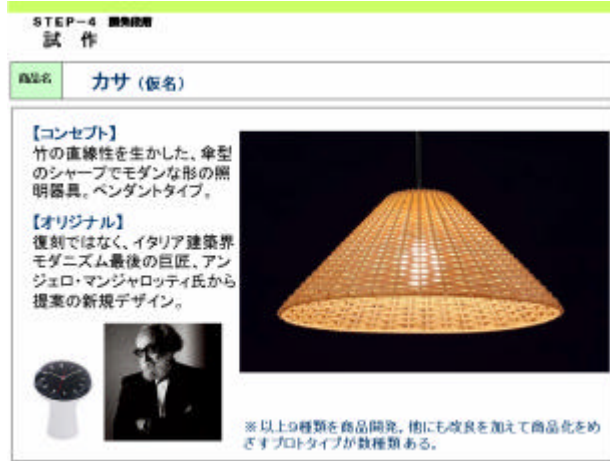 STEP-4 開発段階
試 作
商品名
カサ（仮名）
【コンセプト】
竹の直線性を生かした、傘型
のシャープでモダンな形の照
明器具。ペンダントタイプ。
【オリジナル】
復刻ではなく、イタリア建築界
モダニズム最後の巨匠、アン
ジェロ・マンジャロッティ氏から
提案の新規デザイン。
※以上9種類を商品開発。他にも改良を加えて商品化をめ
ざすプロトタイプが数種類ある。